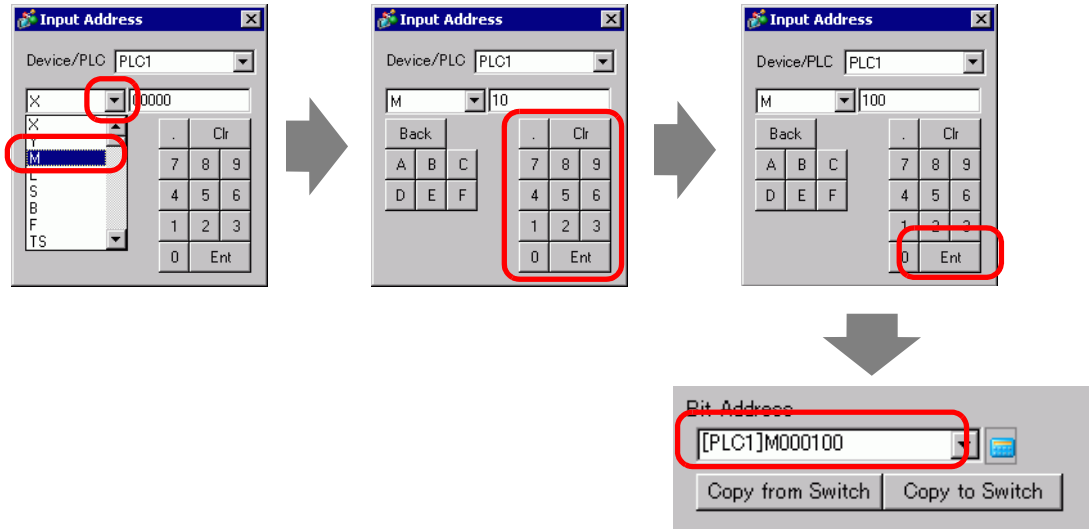 Input Address
Device/PLC PLC1
X 00000
X
Y
M
L
S
B
F
TS
. Clr
7 8 9
4 5 6
1 2 3
0 Ent
Input Address
Device/PLC PLC1
M 10
Back . Clr
A B C 7 8 9
D E F 4 5 6
1 2 3
0 Ent
Input Address
Device/PLC PLC1
M 100
Back . Clr
A B C 7 8 9
D E F 4 5 6
1 2 3
0 Ent
Bit Address
[PLC1]M000100
Copy from Switch Copy to Switch